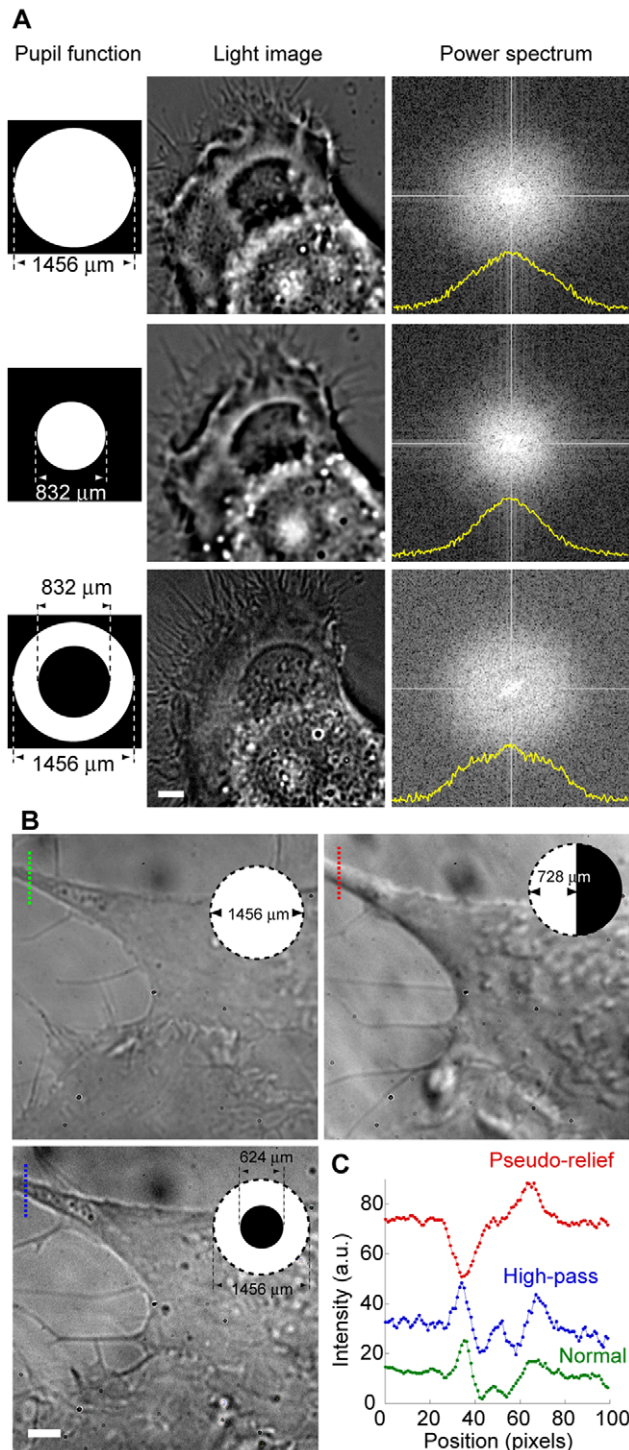 A
Pupil function Light image Power spectrum
1456 μm
832 μm
832 μm
1456 μm
B
1456 μm
728 μm
624 μm
1456 μm
C
Pseudo-relief
High-pass
Normal
Intensity (a.u.)
80
60
40
20
0
0 20 40 60 80 100
Position (pixels)